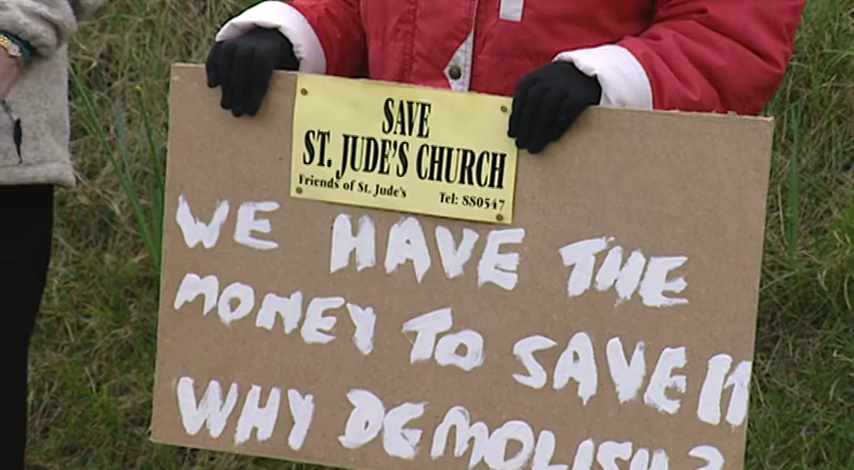 SAVE
ST. JUDE'S CHURCH
Friends of St. Jude's Tel: 880547
WE HAVE THE
MONEY TO SAVE IT
WHY DEMOLISH?